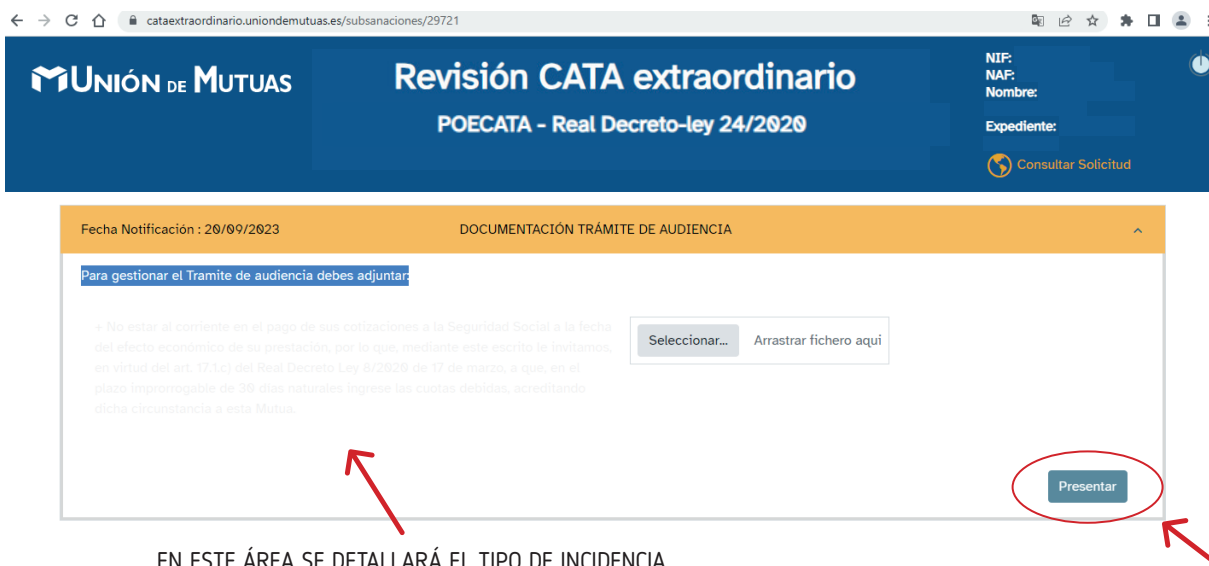 cataextraordinario.uniondemutuas.es/subsanaciones/29721
UNIÓN DE MUTUAS
Revisión CATA extraordinario
POECATA - Real Decreto-ley 24/2020
NIF:
NAF:
Nombre:
Expediente:
Consultar Solicitud
Fecha Notificación : 20/09/2023
DOCUMENTACIÓN TRÁMITE DE AUDIENCIA
Para gestionar el Tramite de audiencia debes adjuntar:
+ No estar al corriente en el pago de sus cotizaciones a la Seguridad Social a la fecha
del efecto económico de su prestación, por lo que, mediante este escrito le invitamos,
en virtud del art. 17.1.c) del Real Decreto Ley 8/2020 de 17 de marzo, a que, en el
plazo improrrogable de 30 días naturales ingrese las cuotas debidas, acreditando
dicha circunstancia a esta Mutua.
Seleccionar...
Arrastrar fichero aqui
Presentar
EN ESTE ÁREA SE DETALLARÁ EL TIPO DE INCIDENCIA